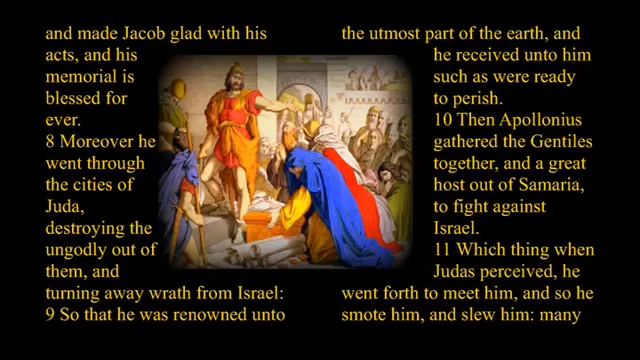 and made Jacob glad with his
acts, and his
memorial is
blessed for
ever.
8 Moreover he
went through
the cities of
Juda,
destroying the
ungodly out of
them, and
turning away wrath from Israel:
9 So that he was renowned unto
the utmost part of the earth, and
he received unto him
such as were ready
to perish.
10 Then Apollonius
gathered the Gentiles
together, and a great
host out of Samaria,
to fight against
Israel.
11 Which thing when
Judas perceived, he
went forth to meet him, and so he
smote him, and slew him: many